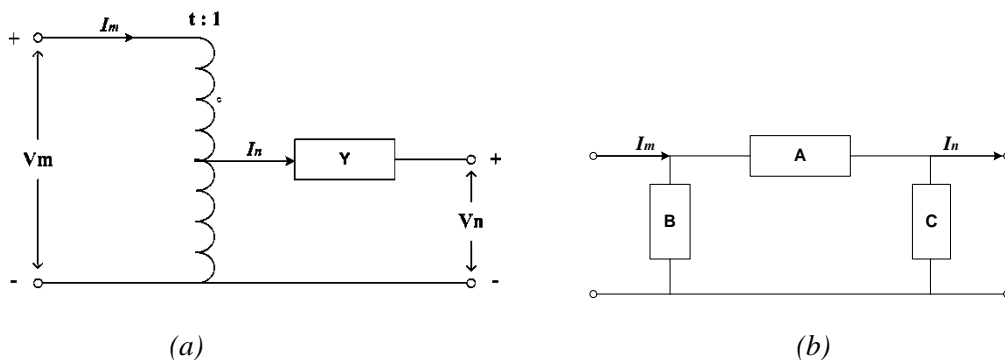 t : 1
+ Im
In Y
Vm
+
Vn
- -
(a)
Im A In
B C
(b)